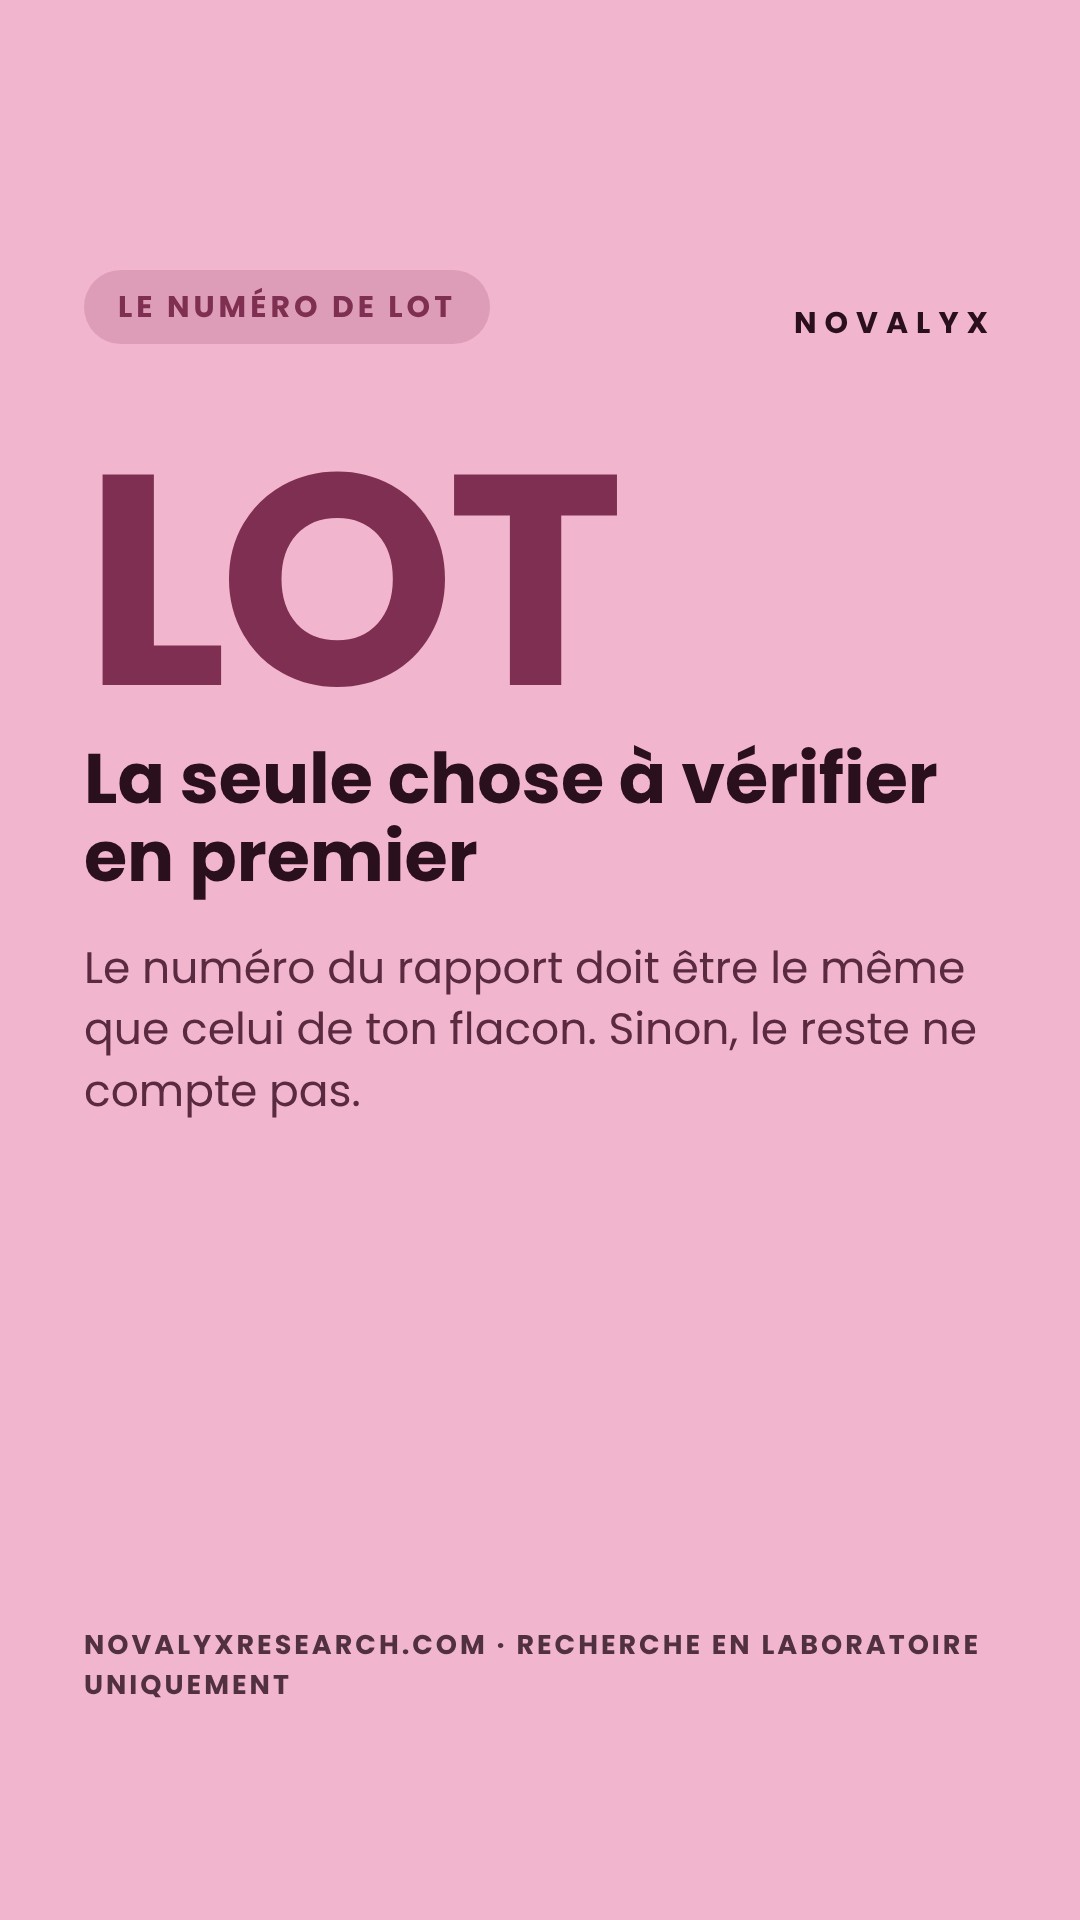 LE NUMÉRO DE LOT
NOVALYX
LOT
La seule chose à vérifier
en premier
Le numéro du rapport doit être le même
que celui de ton flacon. Sinon, le reste ne
compte pas.
NOVALYXRESEARCH.COM · RECHERCHE EN LABORATOIRE
UNIQUEMENT